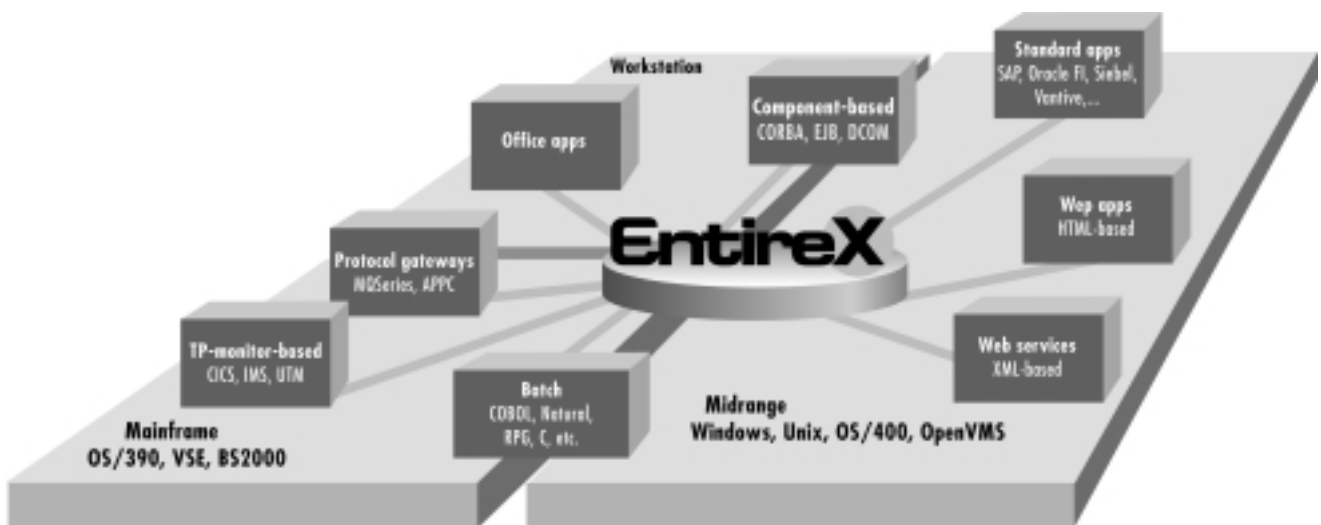 Standard apps
SAP, Oracle FI, Siebel,
Vantive,...
Workstation
Component-based
CORBA, EJB, DCOM
Office apps
Wep apps
HTML-based
EntireX
Protocol gateways
MQSeries, APPC
TP-monitor-based
CICS, IMS, UTM
Web services
XML-based
Batch
COBOL, Natural,
RPG, C, etc.
Mainframe
OS/390, VSE, BS2000
Midrange
Windows, Unix, OS/400, OpenVMS